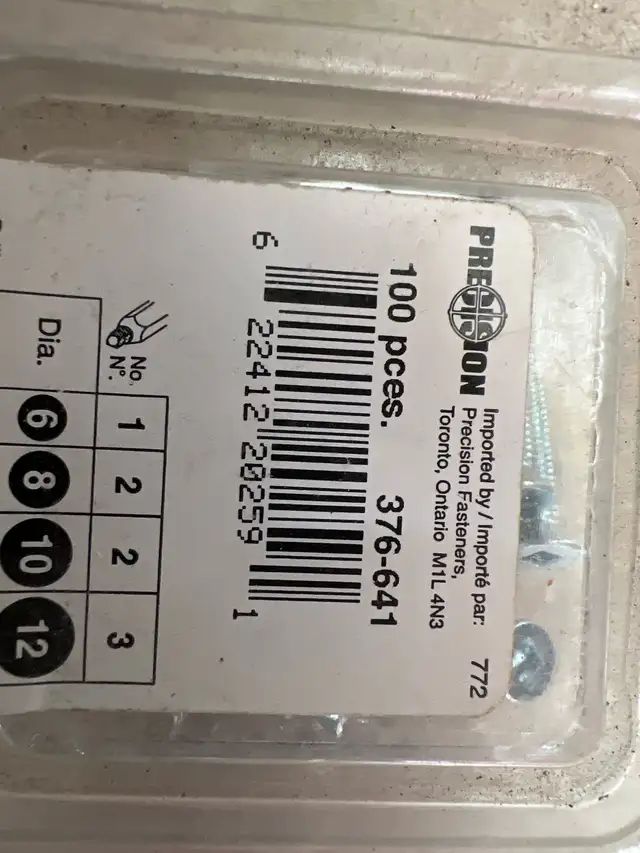 PRECISION
Imported by / Importé par:
Precision Fasteners,
Toronto, Ontario M1L 4N3
772
100 pces. 376-641
6 22412 20259 1
No. N°. 1 2 2 3
Dia. 6 8 10 12